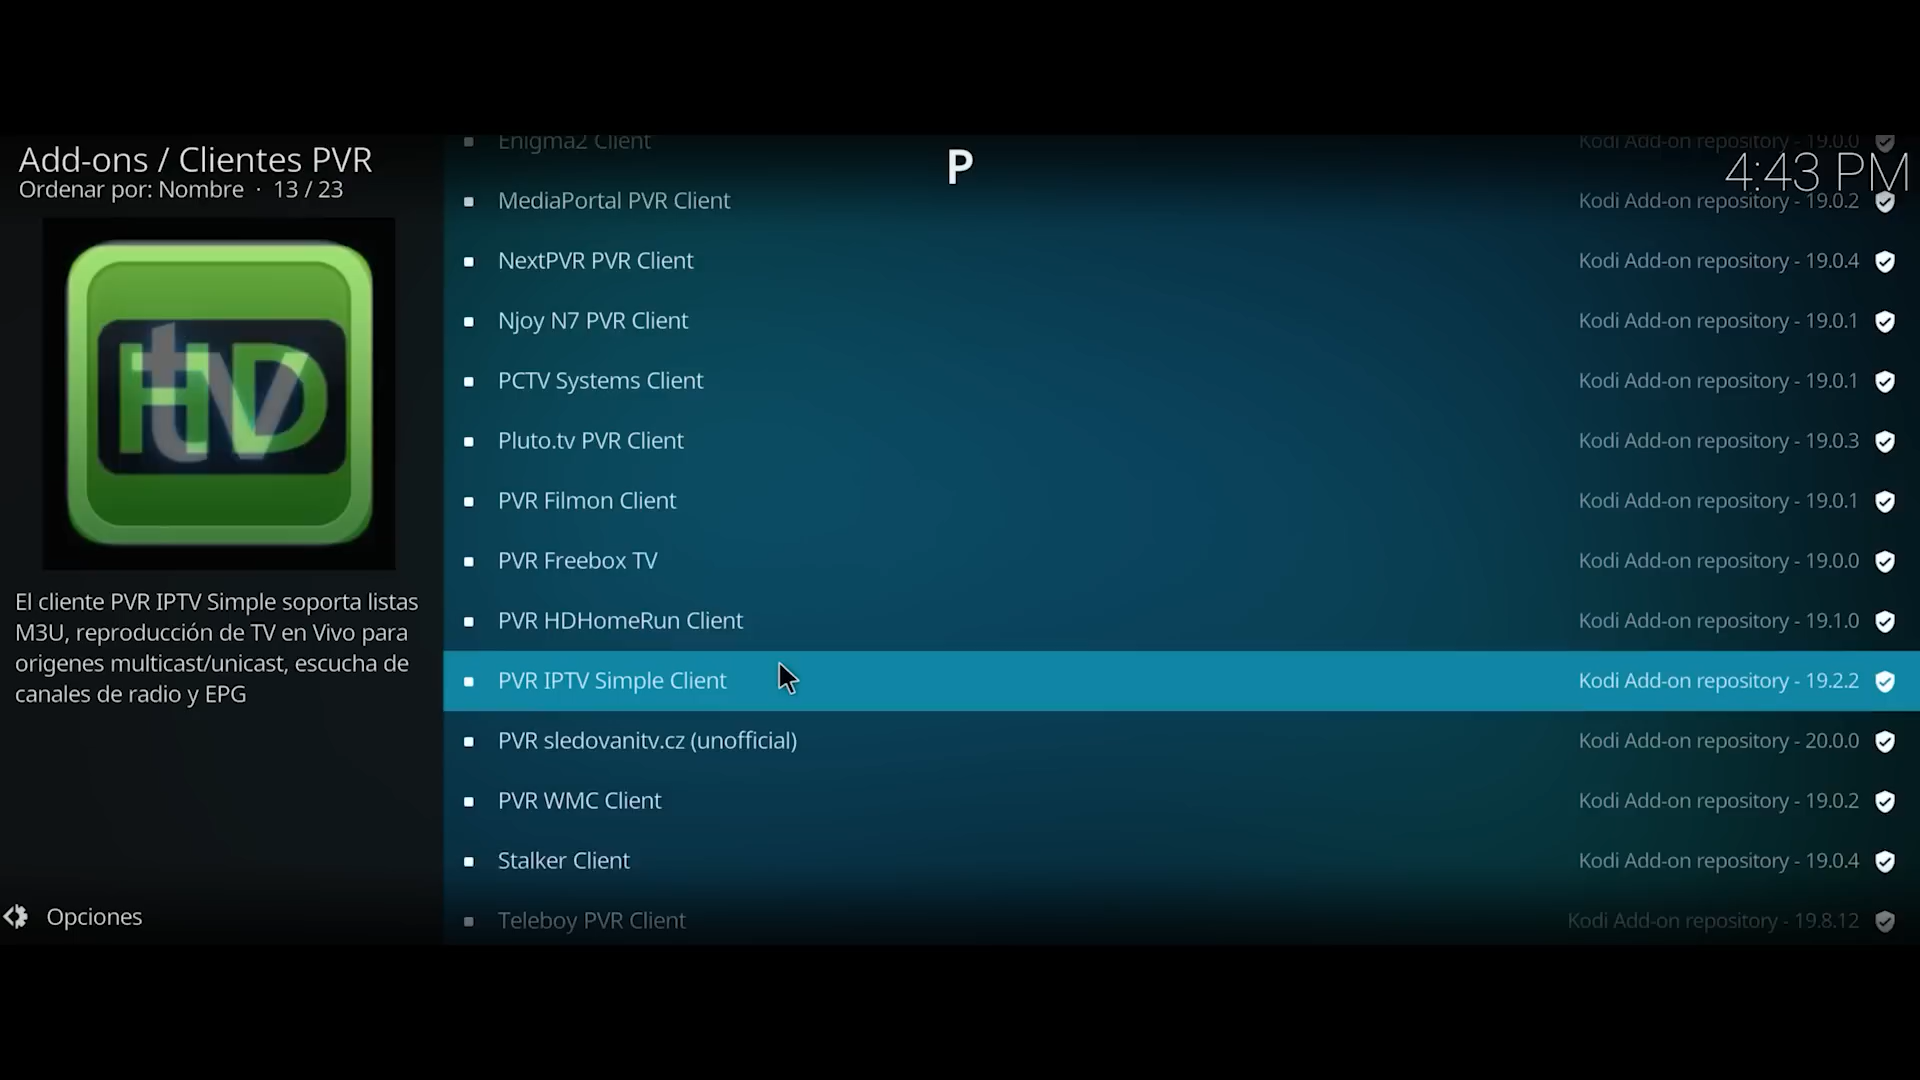 Add-ons / Clientes PVR
Ordenar por: Nombre · 13 / 23
P
4:43 PM
HD
tv
El cliente PVR IPTV Simple soporta listas
M3U, reproducción de TV en Vivo para
origenes multicast/unicast, escucha de
canales de radio y EPG
Opciones
Enigma2 Client Kodi Add-on repository - 19.0.0
MediaPortal PVR Client Kodi Add-on repository - 19.0.2
NextPVR PVR Client Kodi Add-on repository - 19.0.4
Njoy N7 PVR Client Kodi Add-on repository - 19.0.1
PCTV Systems Client Kodi Add-on repository - 19.0.1
Pluto.tv PVR Client Kodi Add-on repository - 19.0.3
PVR Filmon Client Kodi Add-on repository - 19.0.1
PVR Freebox TV Kodi Add-on repository - 19.0.0
PVR HDHomeRun Client Kodi Add-on repository - 19.1.0
PVR IPTV Simple Client Kodi Add-on repository - 19.2.2
PVR sledovanitv.cz (unofficial) Kodi Add-on repository - 20.0.0
PVR WMC Client Kodi Add-on repository - 19.0.2
Stalker Client Kodi Add-on repository - 19.0.4
Teleboy PVR Client Kodi Add-on repository - 19.8.12